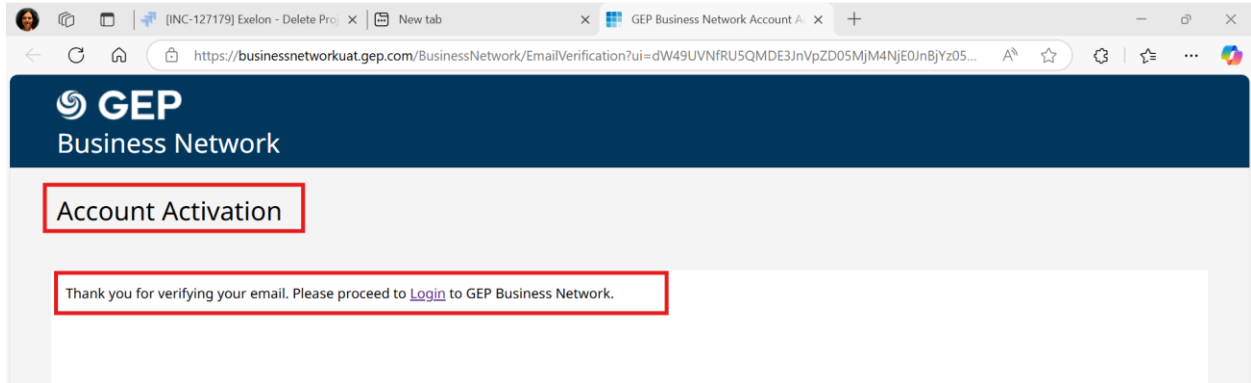 [INC-127179] Exelon - Delete Proj
New tab
GEP Business Network Account A
https://businessnetworkuat.gep.com/BusinessNetwork/EmailVerification?ui=dW49UVNfRU5QMDE3JnVpZD05MjM4NjE0JnBjYz05...
GEP
Business Network
Account Activation
Thank you for verifying your email. Please proceed to Login to GEP Business Network.